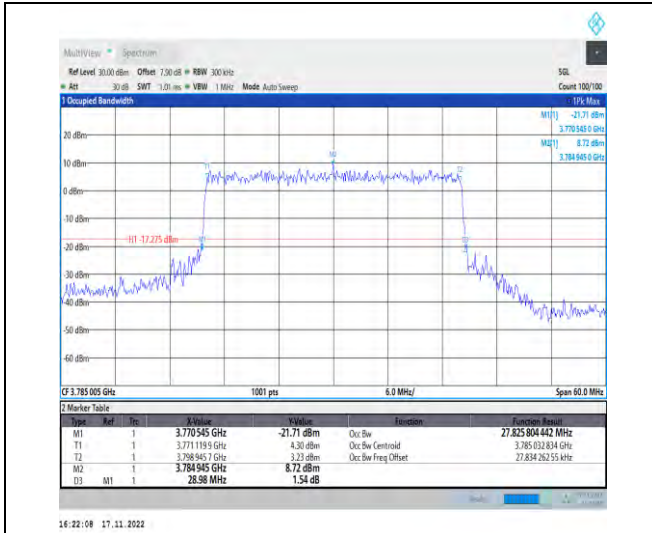 MultiView Spectrum
Ref Level 30.00 dBm Offset 7.50 dB RBW 300 kHz SGL
Att 30 dB SWT 1.01 ms VBW 1 MHz Mode Auto Sweep Count 100/100
1 Occupied Bandwidth 1Pk Max
M1[1] -21.71 dBm
3.770 545 0 GHz
M2[1] 8.72 dBm
3.784 945 0 GHz
20 dBm
10 dBm
0 dBm
-10 dBm
H1 -17.275 dBm
-20 dBm
-30 dBm
-40 dBm
-50 dBm
-60 dBm
T1
M2
T2
CF 3.785 005 GHz 1001 pts 6.0 MHz/ Span 60.0 MHz
2 Marker Table
Type Ref Trc X-Value Y-Value Function Function Result
M1 1 3.770 545 GHz -21.71 dBm Occ Bw 27.825 804 442 MHz
T1 1 3.771 119 9 GHz 4.30 dBm Occ Bw Centroid 3.785 032 834 GHz
T2 1 3.798 945 7 GHz 3.23 dBm Occ Bw Freq Offset 27.834 262 55 kHz
M2 1 3.784 945 GHz 8.72 dBm
D3 M1 1 28.98 MHz 1.54 dB
16:22:08 17.11.2022